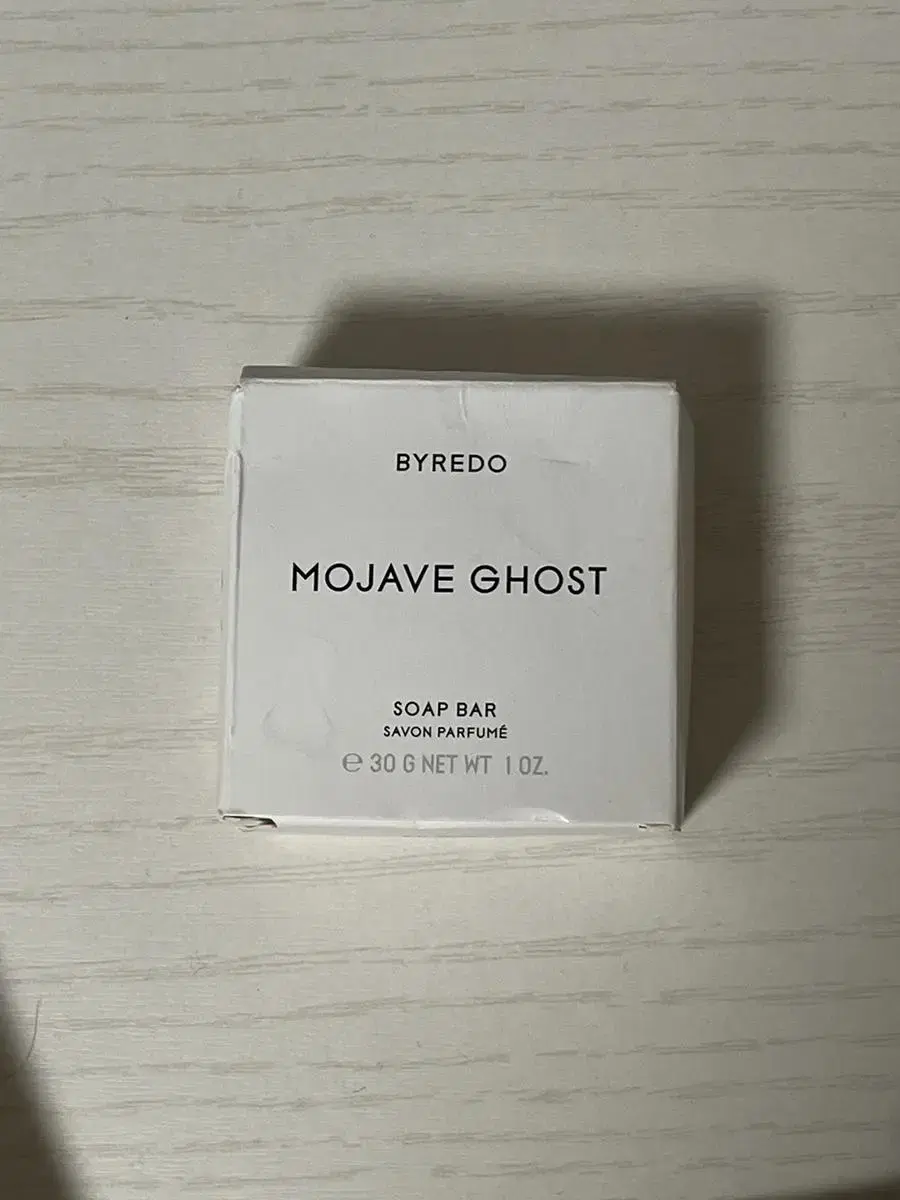 BYREDO
MOJAVE GHOST
SOAP BAR
SAVON PARFUMÉ
℮ 30 G NET WT 1 OZ.